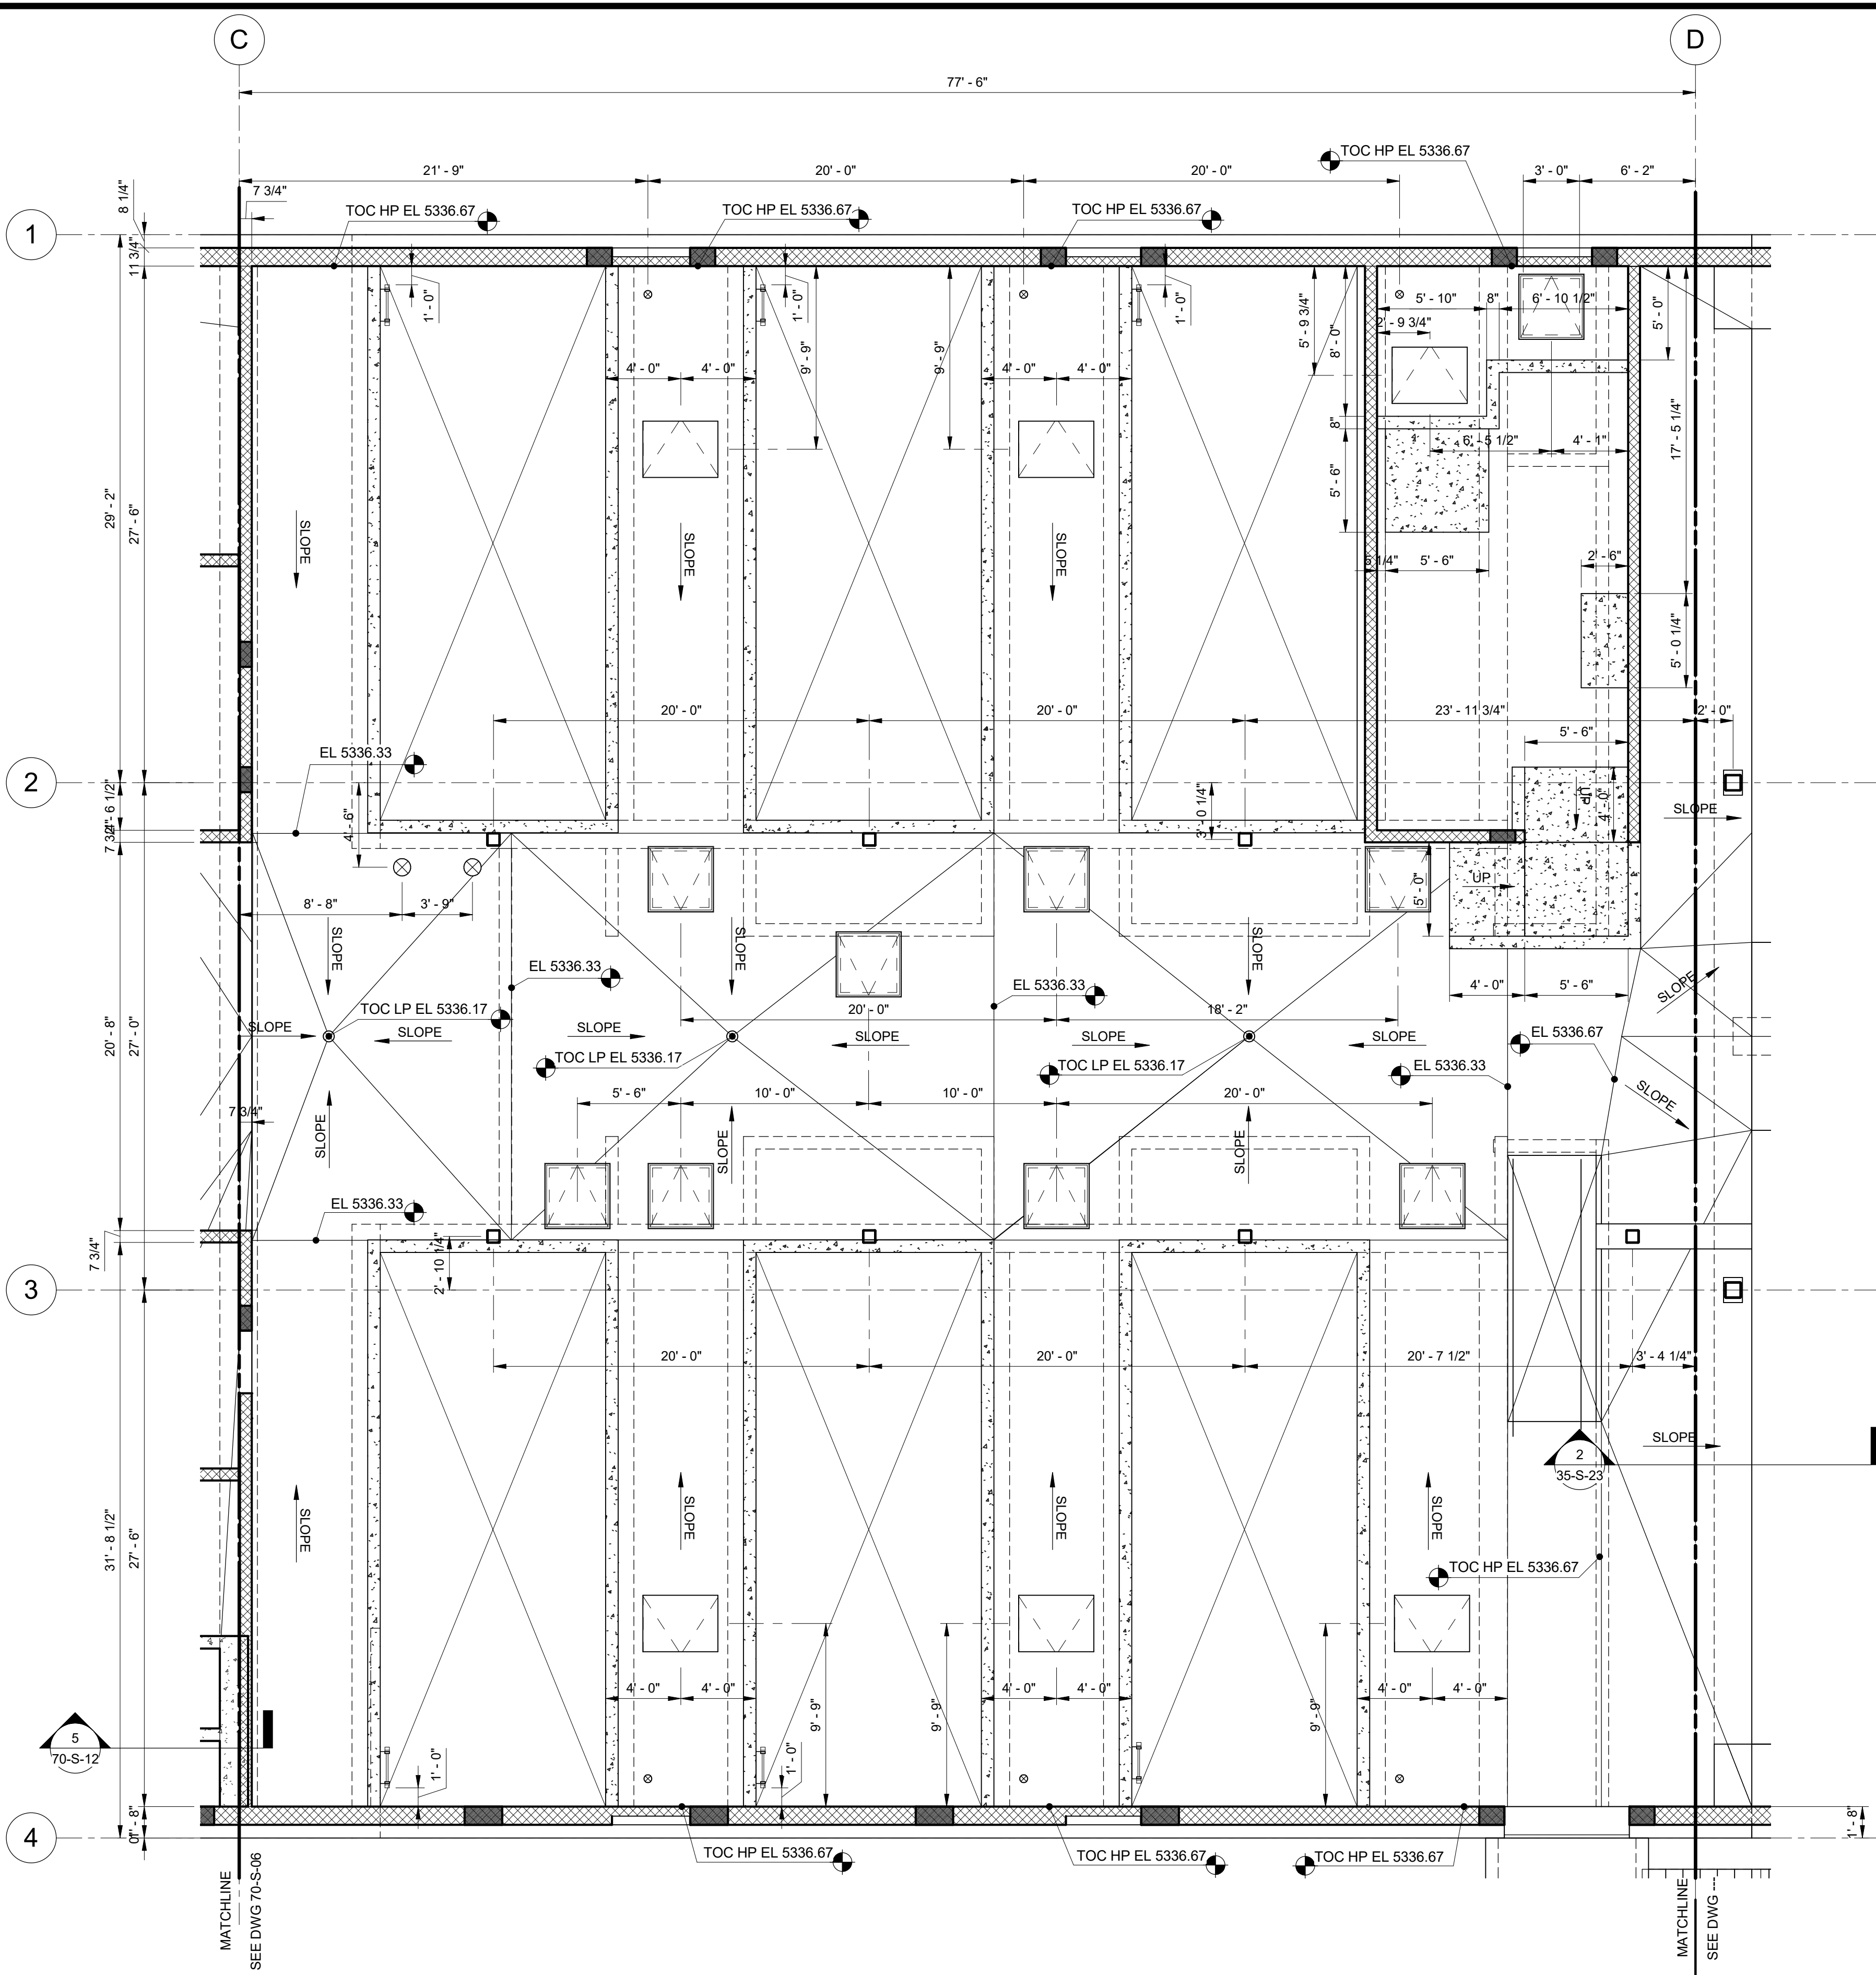 C
D
77' - 6"
TOC HP EL 5336.67
21' - 9"
20' - 0"
20' - 0"
3' - 0"
6' - 2"
8 1/4"
7 3/4"
TOC HP EL 5336.67
TOC HP EL 5336.67
TOC HP EL 5336.67
1
11 3/4"
1' - 0"
1' - 0"
1' - 0"
5' - 10"
8"
6' - 10 1/2"
5' - 0"
2' - 9 3/4"
5' - 9 3/4"
8' - 0"
9' - 9"
9' - 9"
4' - 0"
4' - 0"
4' - 0"
4' - 0"
8"
6' - 5 1/2"
4' - 1"
17' - 5 1/4"
5' - 6"
29' - 2"
27' - 6"
SLOPE
SLOPE
SLOPE
5 1/4"
5' - 6"
2' - 6"
5' - 0 1/4"
20' - 0"
20' - 0"
23' - 11 3/4"
2' - 0"
5' - 6"
EL 5336.33
2
4' - 6"
3' - 0 1/4"
UP
4' - 0"
SLOPE
UP
5' - 0"
8' - 8"
3' - 9"
SLOPE
SLOPE
SLOPE
EL 5336.33
EL 5336.33
4' - 0"
5' - 6"
SLOPE
TOC LP EL 5336.17
20' - 0"
18' - 2"
SLOPE
SLOPE
SLOPE
SLOPE
SLOPE
SLOPE
EL 5336.67
20' - 8"
27' - 0"
TOC LP EL 5336.17
TOC LP EL 5336.17
EL 5336.33
SLOPE
5' - 6"
10' - 0"
10' - 0"
20' - 0"
7 3/4"
SLOPE
SLOPE
SLOPE
EL 5336.33
7 3/4"
2' - 10 1/4"
3
20' - 0"
20' - 0"
20' - 7 1/2"
3' - 4 1/4"
SLOPE
2
35-S-23
31' - 8 1/2"
27' - 6"
SLOPE
SLOPE
SLOPE
SLOPE
TOC HP EL 5336.67
4' - 0"
4' - 0"
4' - 0"
4' - 0"
4' - 0"
4' - 0"
9' - 9"
9' - 9"
9' - 9"
5
70-S-12
1' - 0"
1' - 0"
4
1' - 8"
1' - 8"
TOC HP EL 5336.67
TOC HP EL 5336.67
TOC HP EL 5336.67
MATCHLINE
SEE DWG 70-S-06
MATCHLINE
SEE DWG ---